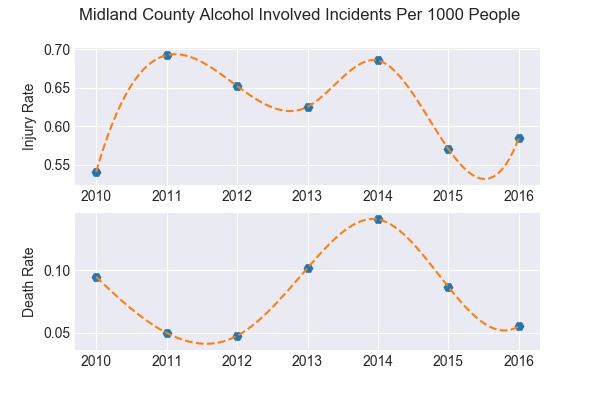 Midland County Alcohol Involved Incidents Per 1000 People
0.70
0.65
0.60
0.55
Injury Rate
2010 2011 2012 2013 2014 2015 2016
0.10
0.05
Death Rate
2010 2011 2012 2013 2014 2015 2016